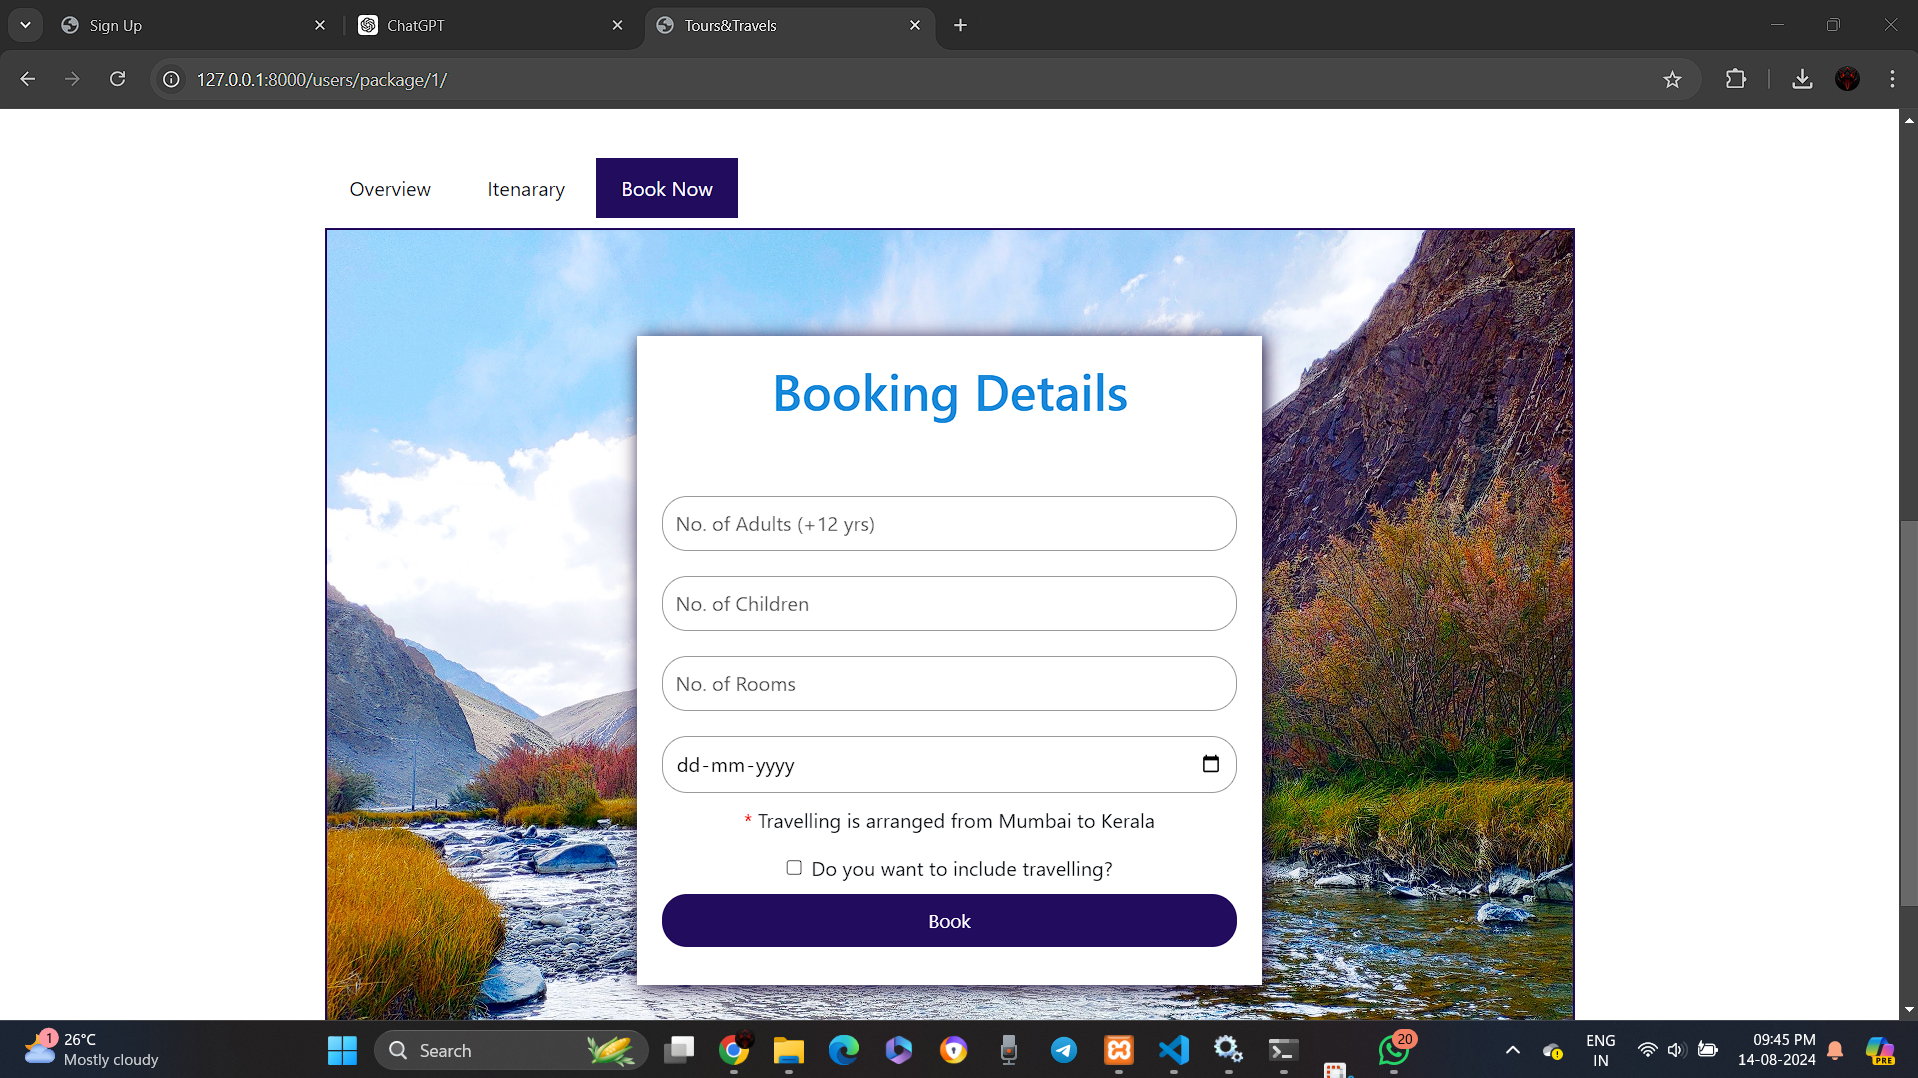 Sign Up
ChatGPT
Tours&Travels
127.0.0.1:8000/users/package/1/
Overview
Itenarary
Book Now
Booking Details
No. of Adults (+12 yrs)
No. of Children
No. of Rooms
dd-mm-yyyy
* Travelling is arranged from Mumbai to Kerala
Do you want to include travelling?
Book
1
26°C
Mostly cloudy
Search
20
ENG
IN
09:45 PM
14-08-2024
PRE